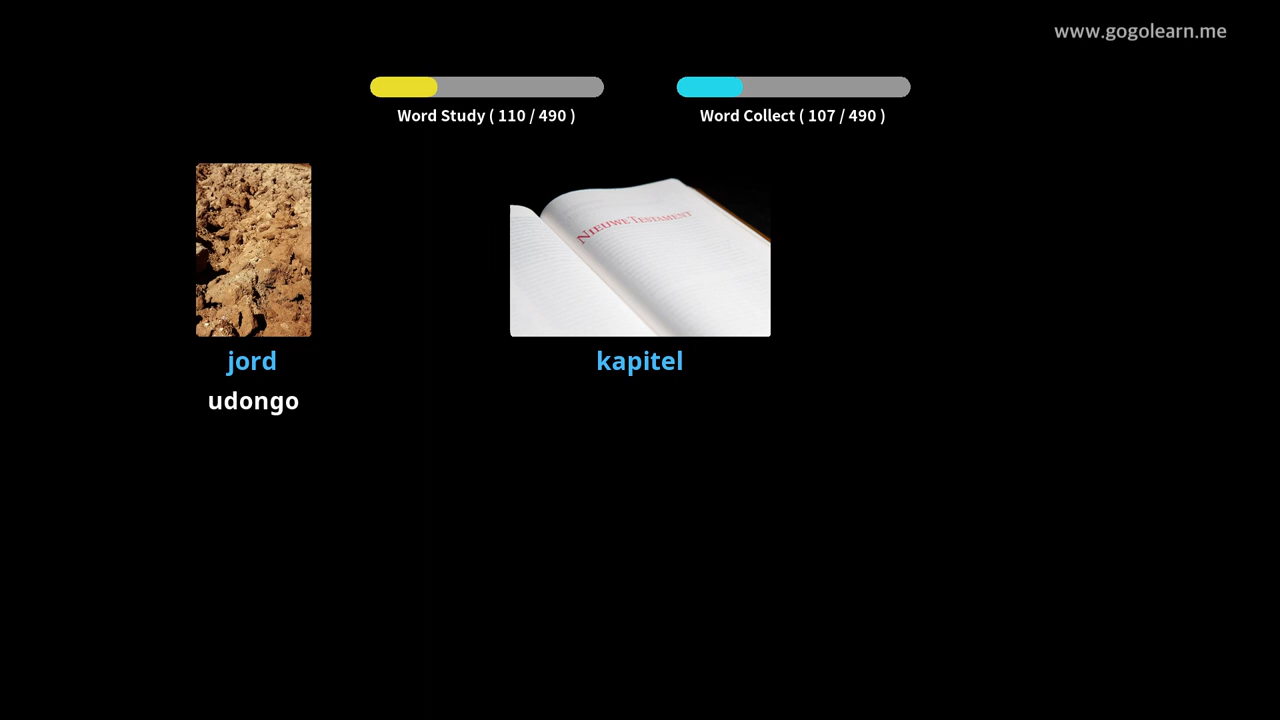 www.gogolearn.me
Word Study ( 110 / 490 )
Word Collect ( 107 / 490 )
NIEUWE TESTAMENT
jord
kapitel
udongo